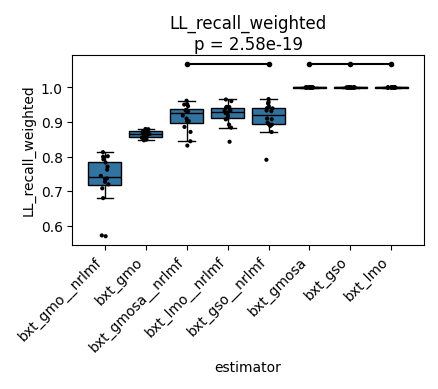 LL_recall_weighted
p = 2.58e-19
LL_recall_weighted
1.0
0.9
0.8
0.7
0.6
bxt_gmo__nrlmf
bxt_gmo
bxt_gmosa__nrlmf
bxt_lmo__nrlmf
bxt_gso__nrlmf
bxt_gmosa
bxt_gso
bxt_lmo
estimator